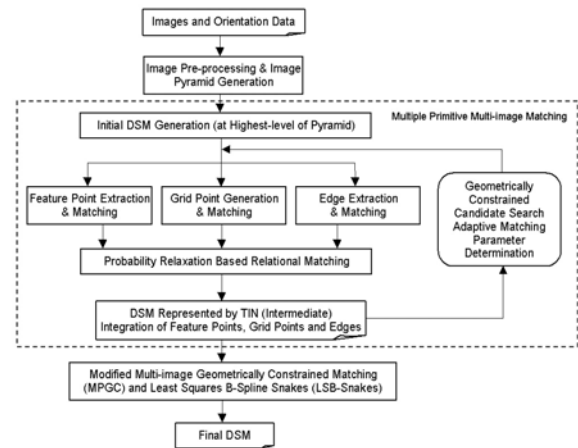 Images and Orientation Data
Image Pre-processing & Image
Pyramid Generation
Multiple Primitive Multi-image Matching
Initial DSM Generation (at Highest-level of Pyramid)
Feature Point Extraction
& Matching
Grid Point Generation
& Matching
Edge Extraction
& Matching
Geometrically
Constrained
Candidate Search
Adaptive Matching
Parameter
Determination
Probability Relaxation Based Relational Matching
DSM Represented by TIN (Intermediate)
Integration of Feature Points, Grid Points and Edges
Modified Multi-image Geometrically Constrained Matching
(MPGC) and Least Squares B-Spline Snakes (LSB-Snakes)
Final DSM